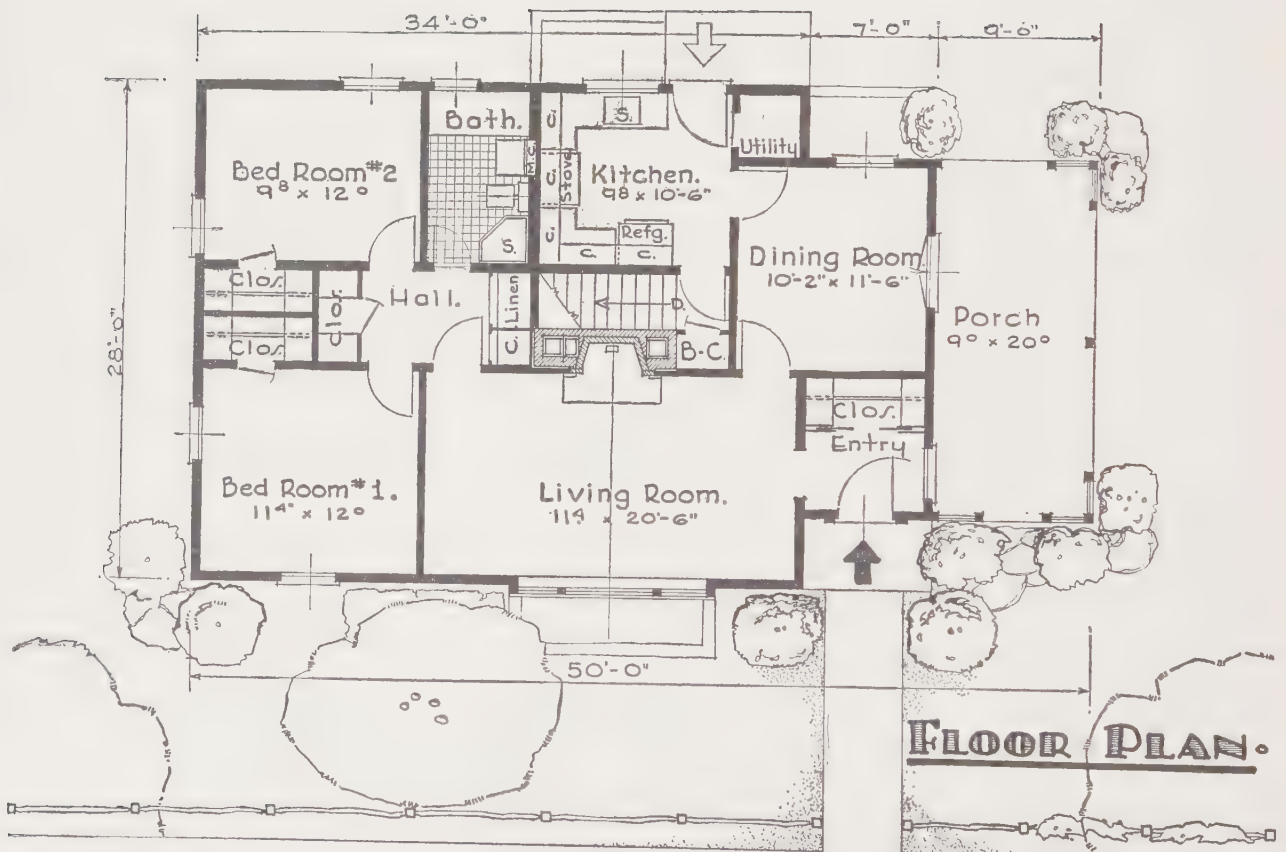 34'-0"
7'-0"
9'-6"
28'-0"
Bed Room #2
9⁸ x 12⁰
Bath.
M.C.
S.
C.
C.
C.
Stove
S.
Kitchen.
9⁸ x 10'-6"
Refg.
C.
C.
Utility
Dining Room
10'-2" x 11'-6"
Porch
9⁰ x 20⁰
Clos.
Clos.
Clos.
Hall.
Linen
C.
D.
B-C.
Clos.
Entry
Bed Room #1.
11⁴ x 12⁰
Living Room.
11⁴ x 20'-6"
50'-0"
FLOOR PLAN.